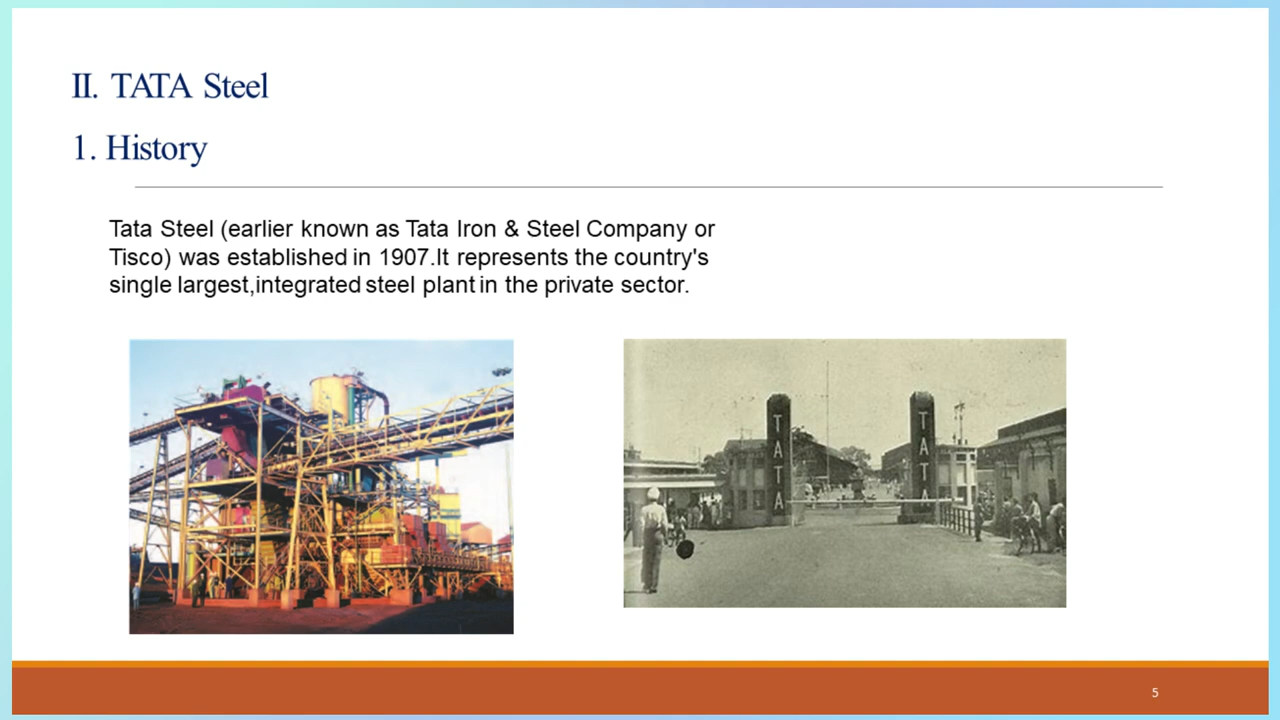 II. TATA Steel
1. History
Tata Steel (earlier known as Tata Iron & Steel Company or
Tisco) was established in 1907.It represents the country's
single largest,integrated steel plant in the private sector.
TATA
TATA
5